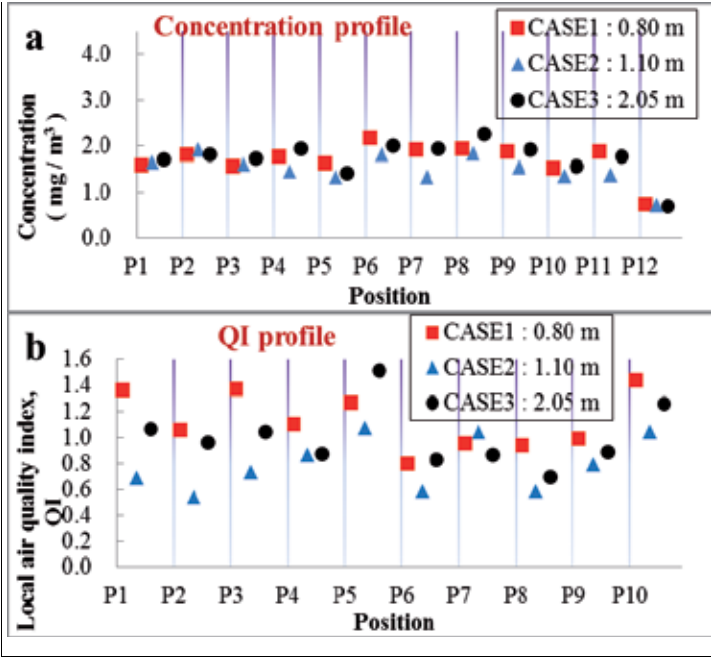 a
Concentration profile
CASE1 : 0.80 m
CASE2 : 1.10 m
CASE3 : 2.05 m
Concentration
( mg / m³ )
4.0
3.0
2.0
1.0
0.0
P1 P2 P3 P4 P5 P6 P7 P8 P9 P10 P11 P12
Position
b
QI profile
CASE1 : 0.80 m
CASE2 : 1.10 m
CASE3 : 2.05 m
Local air quality index,
QI
1.6
1.4
1.2
1.0
0.8
0.6
0.4
0.2
0.0
P1 P2 P3 P4 P5 P6 P7 P8 P9 P10
Position